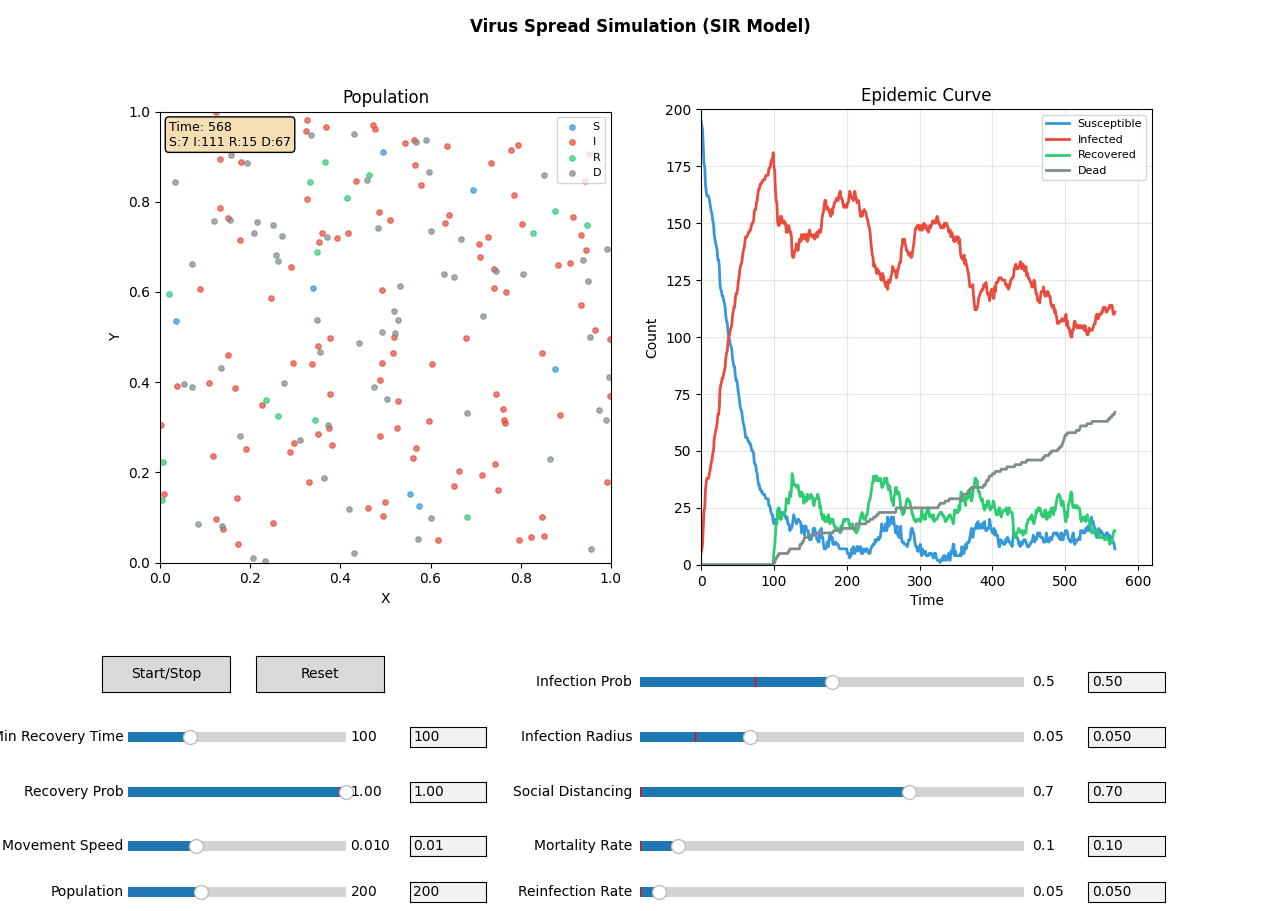 Virus Spread Simulation (SIR Model)
Population
Time: 568
S:7 I:111 R:15 D:67
S
I
R
D
1.0
0.8
0.6
0.4
0.2
0.0
Y
0.0 0.2 0.4 0.6 0.8 1.0
X
Epidemic Curve
Susceptible
Infected
Recovered
Dead
200
175
150
125
100
75
50
25
0
Count
0 100 200 300 400 500 600
Time
Start/Stop
Reset
Min Recovery Time 100 100
Recovery Prob 1.00 1.00
Movement Speed 0.010 0.01
Population 200 200
Infection Prob 0.5 0.50
Infection Radius 0.05 0.050
Social Distancing 0.7 0.70
Mortality Rate 0.1 0.10
Reinfection Rate 0.05 0.050